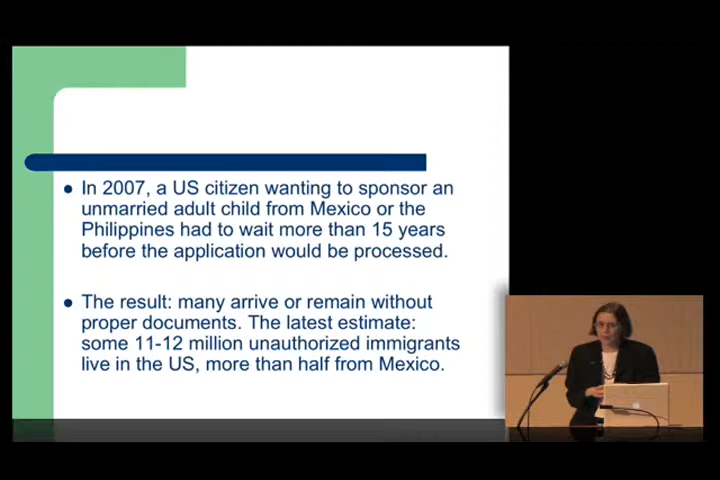 In 2007, a US citizen wanting to sponsor an
unmarried adult child from Mexico or the
Philippines had to wait more than 15 years
before the application would be processed.
The result: many arrive or remain without
proper documents. The latest estimate:
some 11-12 million unauthorized immigrants
live in the US, more than half from Mexico.